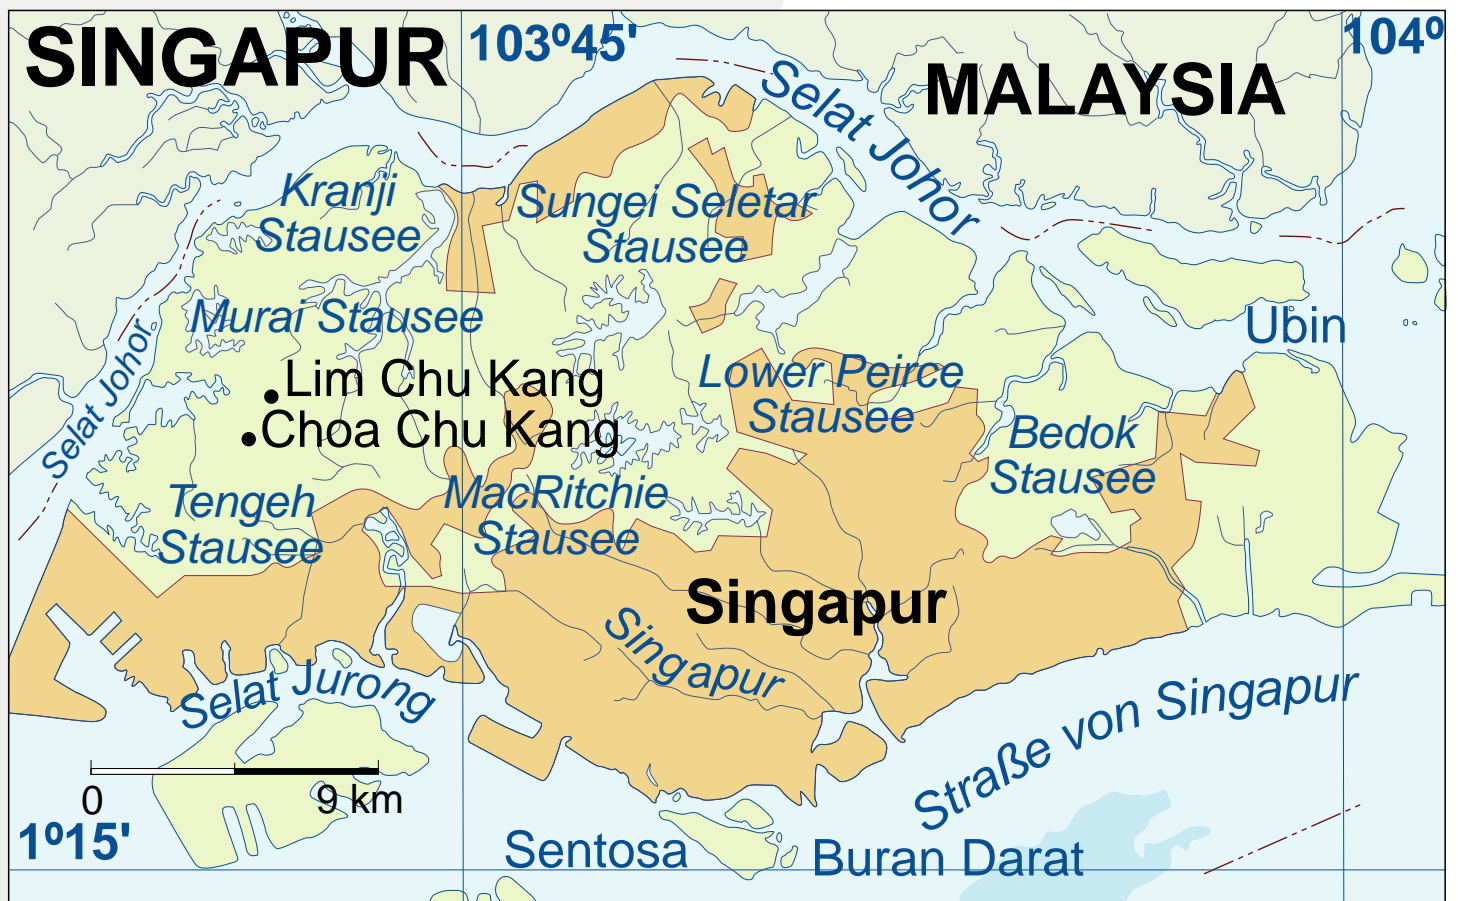 SINGAPUR
103º45'
104º
MALAYSIA
Selat Johor
Kranji
Stausee
Sungei Seletar
Stausee
Murai Stausee
Ubin
Selat Johor
Lim Chu Kang
Choa Chu Kang
Lower Peirce
Stausee
Bedok
Stausee
Tengeh
Stausee
MacRitchie
Stausee
Singapur
Singapur
Selat Jurong
Straße von Singapur
0
9 km
1º15'
Sentosa
Buran Darat